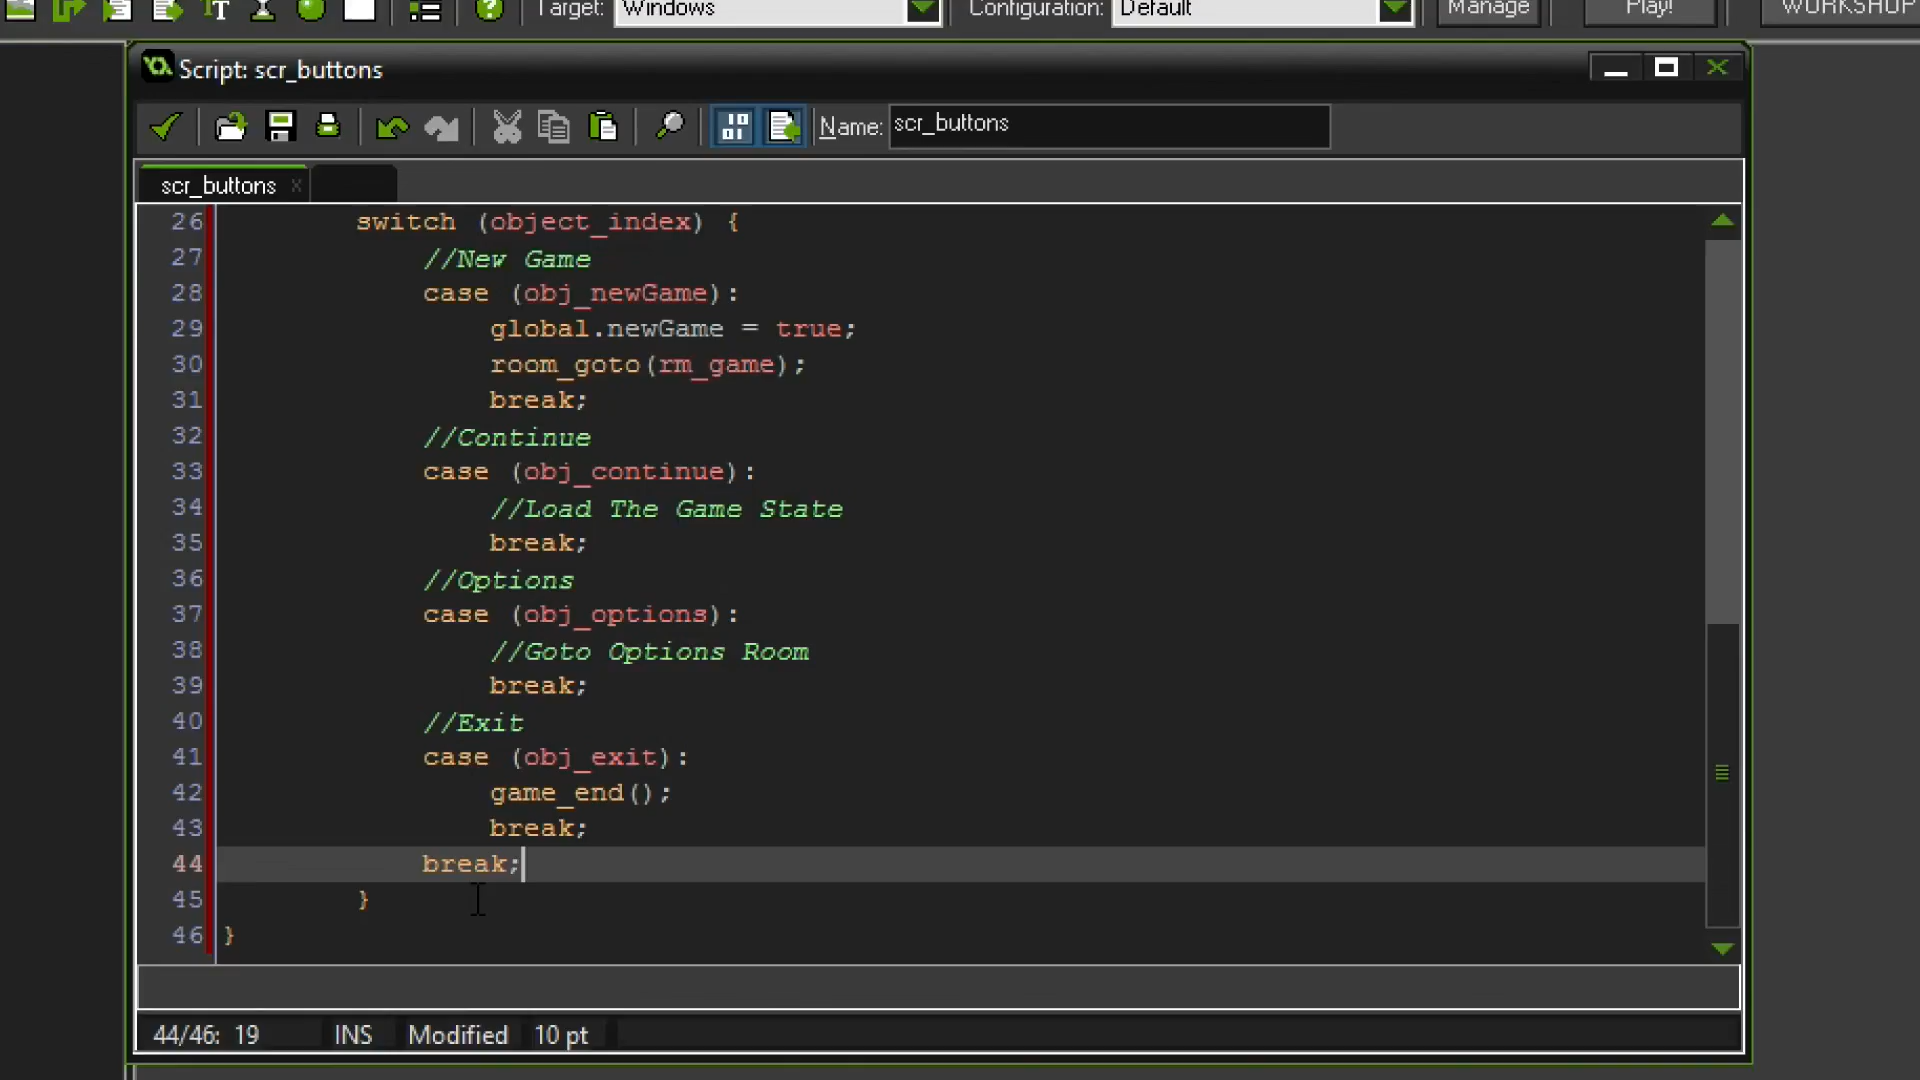 Target: Windows Configuration: Default Manage Play! WORKSHOP
Script: scr_buttons
Name: scr_buttons
scr_buttons x
26 switch (object_index) {
27 //New Game
28 case (obj_newGame):
29 global.newGame = true;
30 room_goto(rm_game);
31 break;
32 //Continue
33 case (obj_continue):
34 //Load The Game State
35 break;
36 //Options
37 case (obj_options):
38 //Goto Options Room
39 break;
40 //Exit
41 case (obj_exit):
42 game_end();
43 break;
44 break;
45 }
46 }
44/46: 19 INS Modified 10 pt